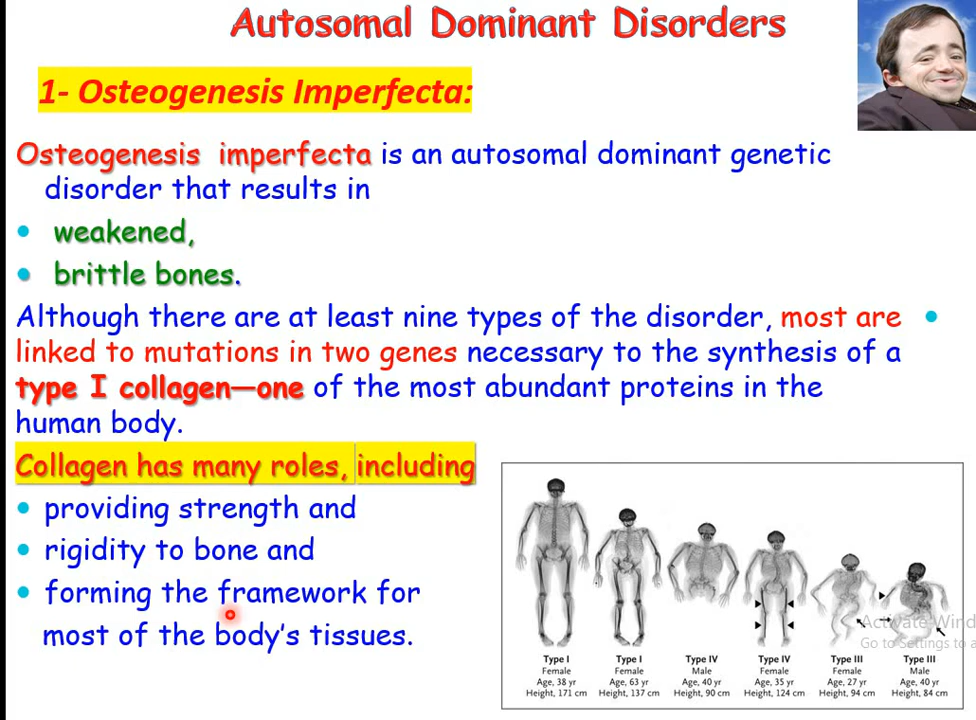 Autosomal Dominant Disorders
1- Osteogenesis Imperfecta:
Osteogenesis imperfecta is an autosomal dominant genetic
disorder that results in
• weakened,
• brittle bones.
Although there are at least nine types of the disorder, most are •
linked to mutations in two genes necessary to the synthesis of a
type I collagen—one of the most abundant proteins in the
human body.
Collagen has many roles, including
• providing strength and
• rigidity to bone and
• forming the framework for
most of the body's tissues.
Type I
Female
Age, 38 yr
Height, 171 cm
Type I
Female
Age, 63 yr
Height, 137 cm
Type IV
Male
Age, 40 yr
Height, 90 cm
Type IV
Female
Age, 35 yr
Height, 124 cm
Type III
Female
Age, 27 yr
Height, 94 cm
Type III
Male
Age, 40 yr
Height, 84 cm
Activate Wind
Go to Settings to a